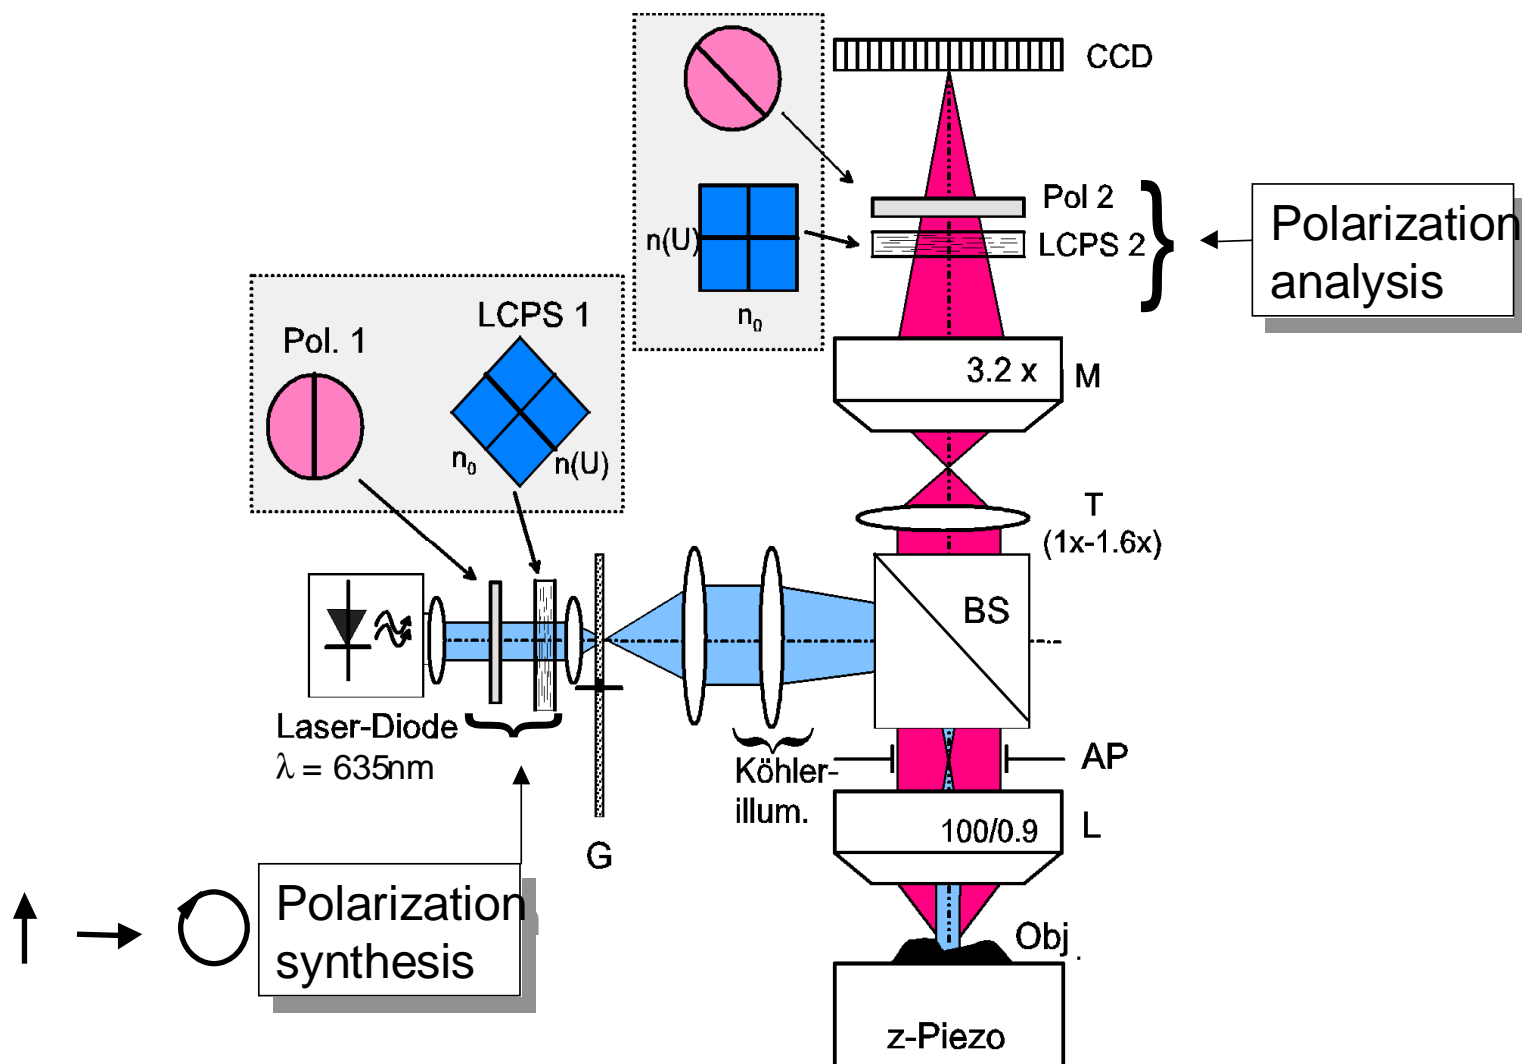 CCD
Pol 2
n(U)
LCPS 2
n₀
Polarization
analysis
LCPS 1
Pol. 1
n₀
n(U)
3.2 x
M
T
(1x-1.6x)
BS
Laser-Diode
λ = 635nm
Köhler-
illum.
AP
100/0.9
L
G
Polarization
synthesis
Obj.
z-Piezo